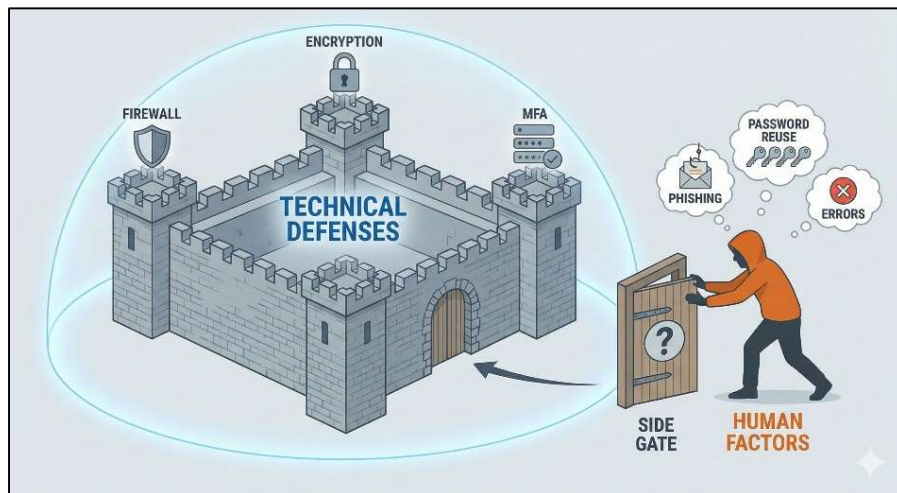 ENCRYPTION
FIREWALL
MFA
TECHNICAL
DEFENSES
PASSWORD
REUSE
PHISHING
ERRORS
?
SIDE
GATE
HUMAN
FACTORS